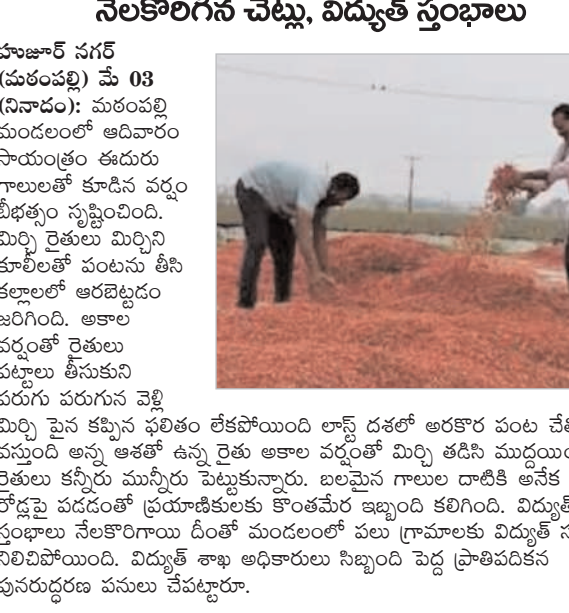 నేలకొరిగిన చెట్లు, విద్యుత్ స్తంభాలు
హుజూర్ నగర్
(మఠంపల్లి) మే 03
(నినాదం): మఠంపల్లి
మండలంలో ఆదివారం
సాయంత్రం ఈదురు
గాలులతో కూడిన వర్షం
బీభత్సం సృష్టించింది.
మిర్చి రైతులు మిర్చిని
కూలీలతో పంటను తీసి
కల్లాలలో ఆరబెట్టడం
జరిగింది. అకాల
వర్షంతో రైతులు
పట్టాలు తీసుకుని
పరుగు పరుగున వెళ్లి
మిర్చి పైన కప్పిన ఫలితం లేకపోయింది లాస్ట్ దశలో అరకొర పంట
వస్తుంది అన్న ఆశతో ఉన్న రైతు అకాల వర్షంతో మిర్చి తడిసి
రైతులు కన్నీరు మున్నీరు పెట్టుకున్నారు. బలమైన గాలుల దాటికి అనేక
రోడ్లపై పడడంతో ప్రయాణికులకు కొంతమేర ఇబ్బంది కలిగింది. విద్యుత్
స్తంభాలు నేలకొరిగాయి దీంతో మండలంలో పలు గ్రామాలకు విద్యుత్
నిలిచిపోయింది. విద్యుత్ శాఖ అధికారులు సిబ్బంది పెద్ద ప్రాతిపదికన
పునరుద్ధరణ పనులు చేపట్టారూ.